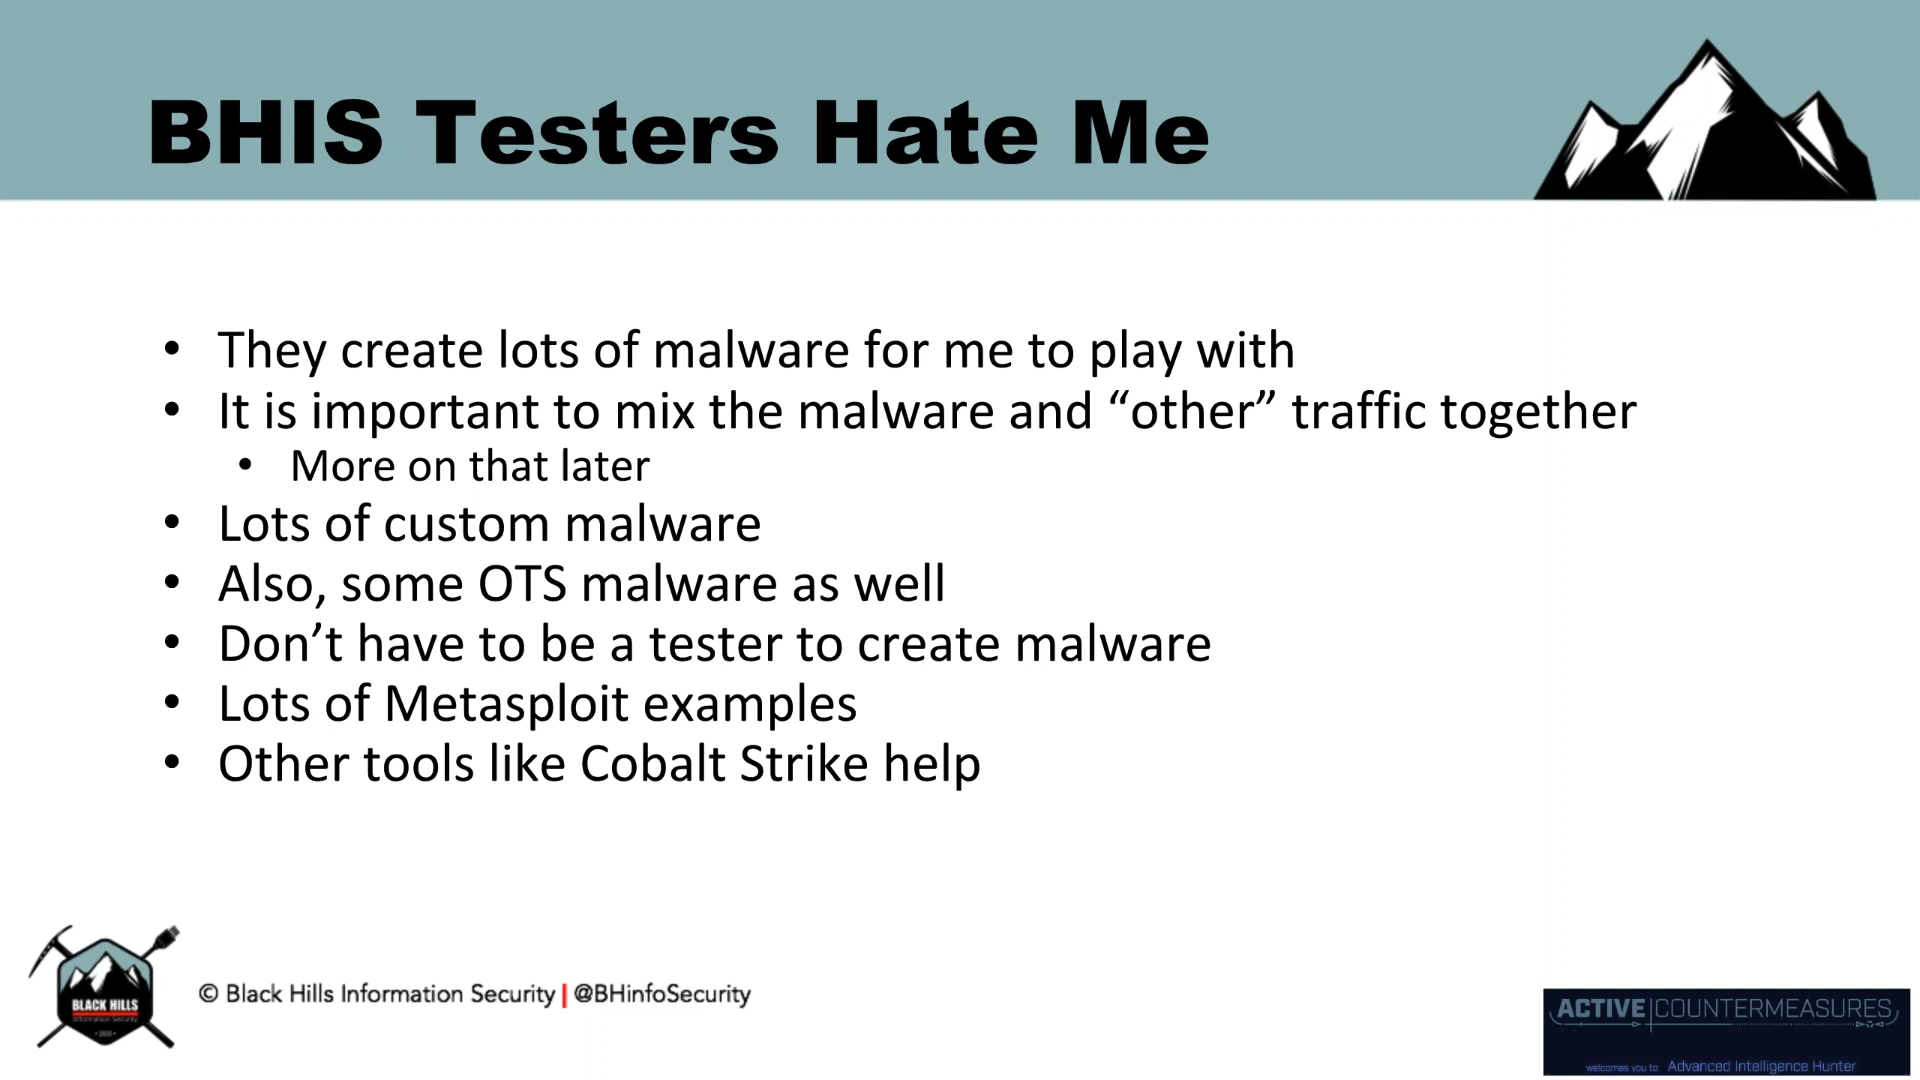 BHIS Testers Hate Me
• They create lots of malware for me to play with
• It is important to mix the malware and “other” traffic together
• More on that later
• Lots of custom malware
• Also, some OTS malware as well
• Don’t have to be a tester to create malware
• Lots of Metasploit examples
• Other tools like Cobalt Strike help
BLACK HILLS
Information Security
• 2008 •
© Black Hills Information Security | @BHinfoSecurity
ACTIVE|COUNTERMEASURES
welcomes you to Advanced Intelligence Hunter